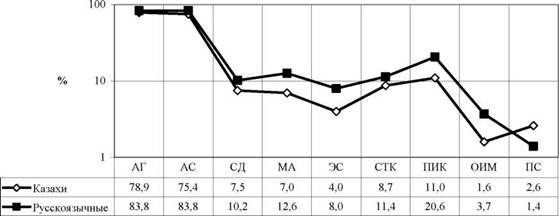 100
%
10
1
АГ АС СД МА ЭС СТК ПИК ОИМ ПС
Казахи 78,9 75,4 7,5 7,0 4,0 8,7 11,0 1,6 2,6
Русскоязычные 83,8 83,8 10,2 12,6 8,0 11,4 20,6 3,7 1,4